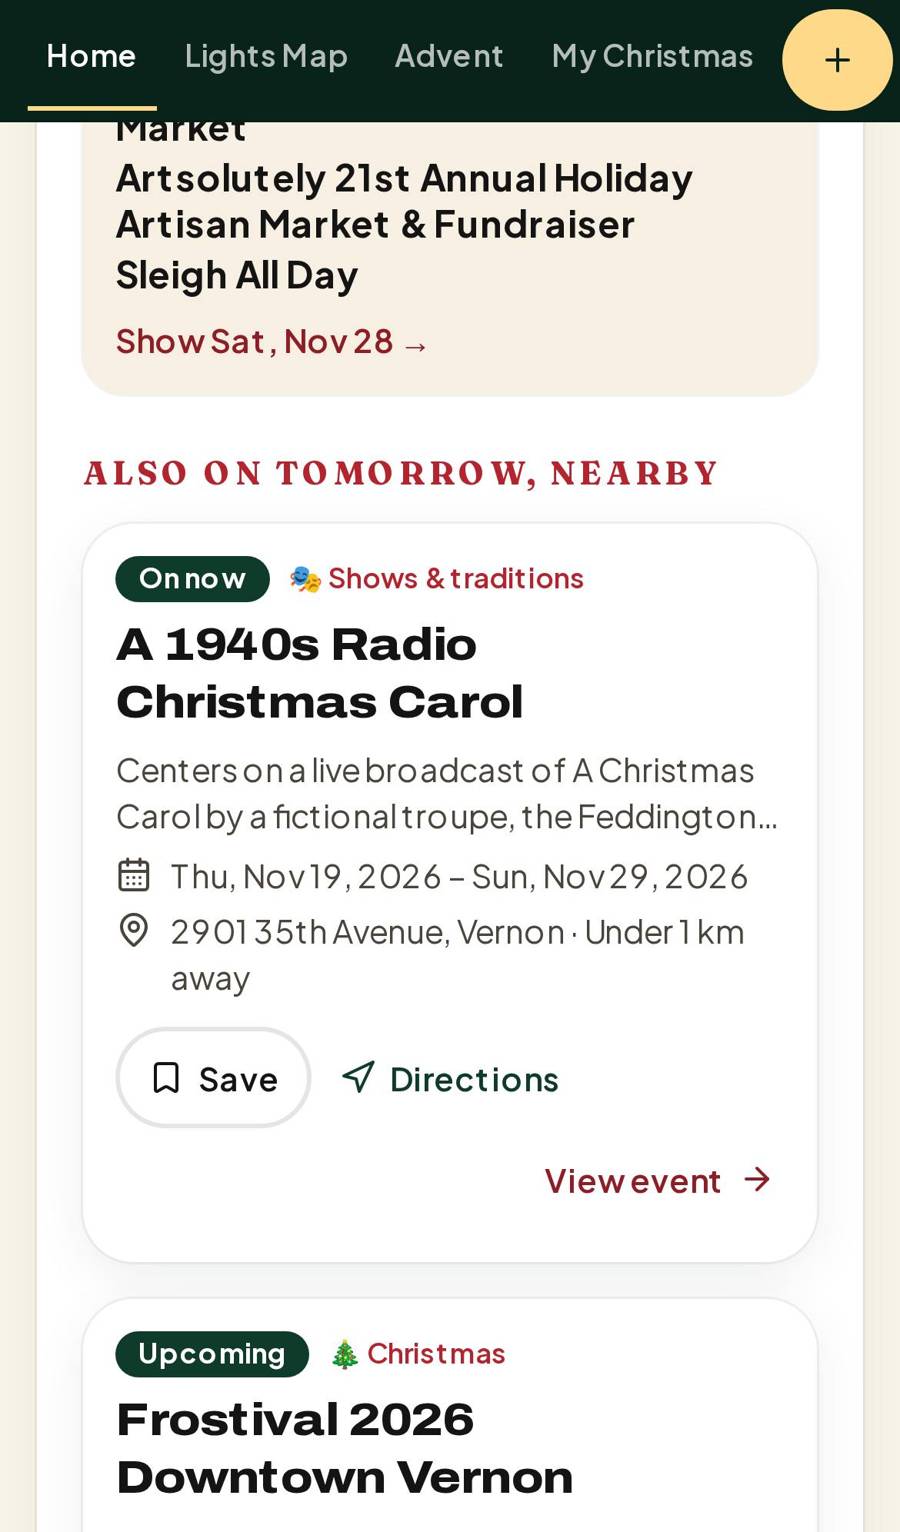 Home Lights Map Advent My Christmas +
Market
Artsolutely 21st Annual Holiday
Artisan Market & Fundraiser
Sleigh All Day
Show Sat, Nov 28 →
ALSO ON TOMORROW, NEARBY
On now 🎭 Shows & traditions
A 1940s Radio
Christmas Carol
Centers on a live broadcast of A Christmas
Carol by a fictional troupe, the Feddington…
Thu, Nov 19, 2026 – Sun, Nov 29, 2026
2901 35th Avenue, Vernon · Under 1 km
away
Save Directions
View event →
Upcoming 🎄 Christmas
Frostival 2026
Downtown Vernon